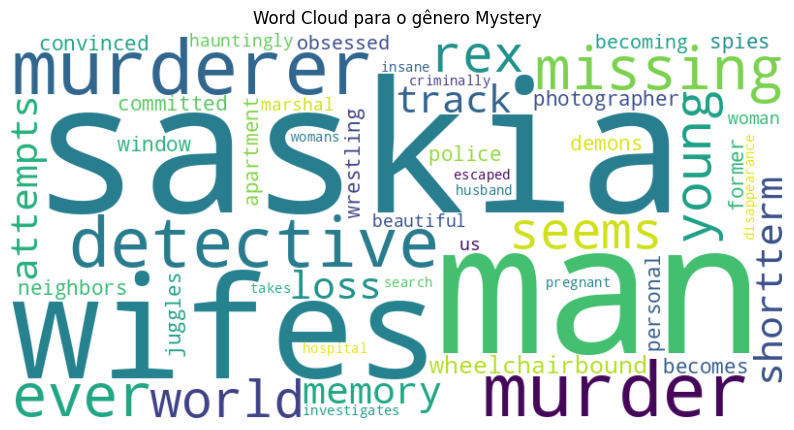 Word Cloud para o gênero Mystery
convinced
hauntingly
obsessed
becoming
spies
murderer
insane
rex
missing
criminally
committed
marshal
track
photographer
attempts
saskia
young
woman
window
apartment
womans
wrestling
police
demons
former
disappearance
escaped
husband
detective
beautiful
us
seems
shortterm
neighbors
wifes
juggles
takes
loss
search
man
pregnant
personal
hospital
wheelchairbound
becomes
ever
world
memory
investigates
murder